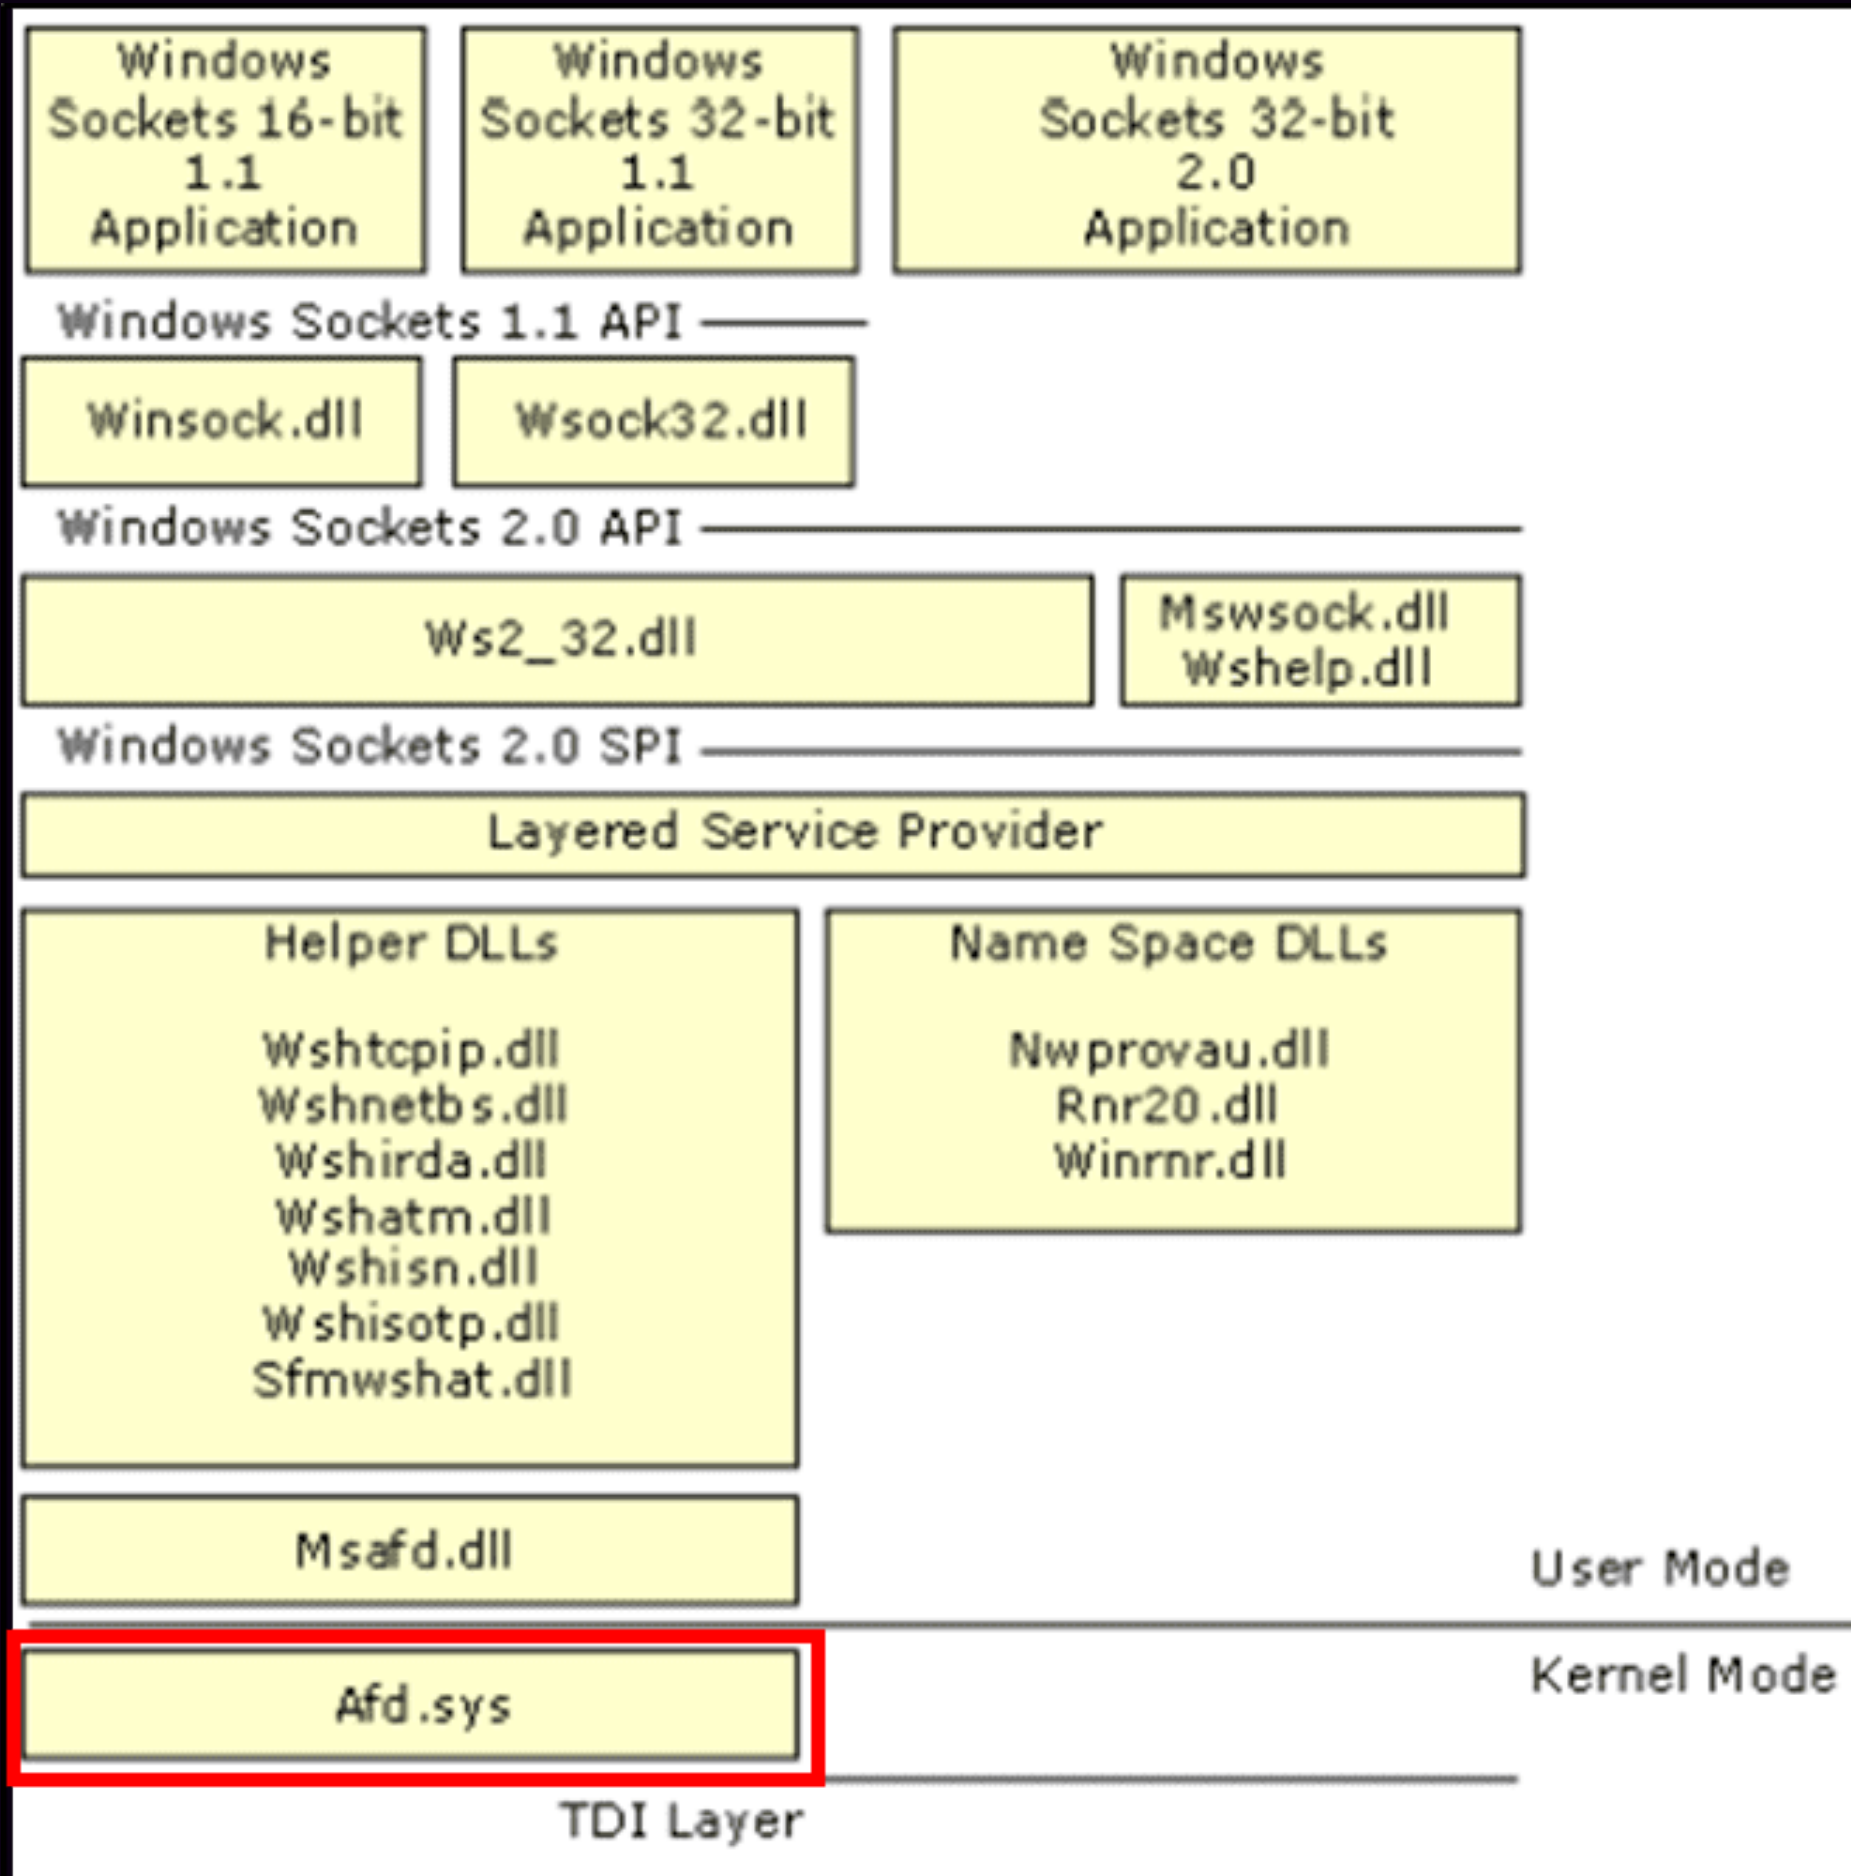 Windows
Sockets 16-bit
1.1
Application
Windows
Sockets 32-bit
1.1
Application
Windows
Sockets 32-bit
2.0
Application
Windows Sockets 1.1 API
Winsock.dll
Wsock32.dll
Windows Sockets 2.0 API
Ws2_32.dll
Mswsock.dll
Wshelp.dll
Windows Sockets 2.0 SPI
Layered Service Provider
Helper DLLs
Wshtcpip.dll
Wshnetbs.dll
Wshirda.dll
Wshatm.dll
Wshisn.dll
Wshisotp.dll
Sfmwshat.dll
Name Space DLLs
Nwprovau.dll
Rnr20.dll
Winrnr.dll
Msafd.dll
User Mode
Kernel Mode
Afd.sys
TDI Layer